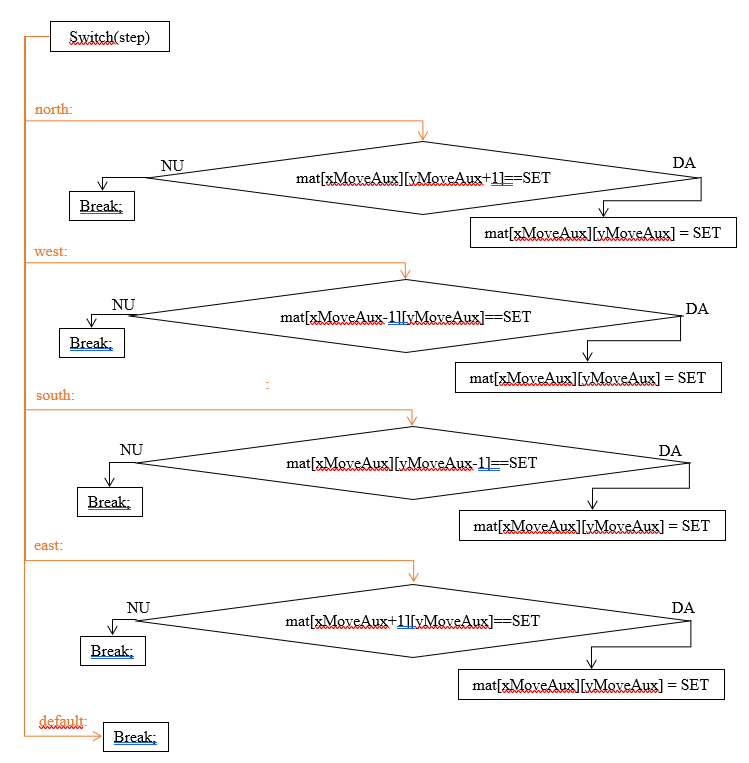 Switch(step)
north:
NU
DA
mat[xMoveAux][yMoveAux+1]==SET
Break;
mat[xMoveAux][yMoveAux] = SET
west:
NU
DA
mat[xMoveAux-1][yMoveAux]==SET
Break;
mat[xMoveAux][yMoveAux] = SET
:
south:
NU
DA
mat[xMoveAux][yMoveAux-1]==SET
Break;
mat[xMoveAux][yMoveAux] = SET
east:
NU
DA
mat[xMoveAux+1][yMoveAux]==SET
Break;
mat[xMoveAux][yMoveAux] = SET
default:
Break;